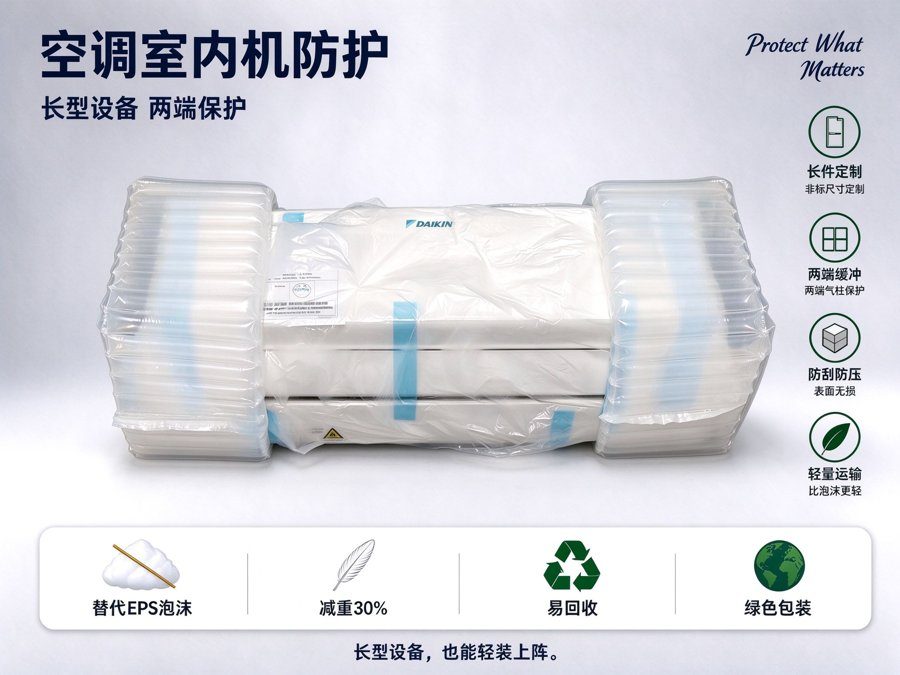 空调室内机防护
长型设备 两端保护
Protect What
Matters
DAIKIN
长件定制
非标尺寸定制
两端缓冲
两端气柱保护
防刮防压
表面无损
轻量运输
比泡沫更轻
替代EPS泡沫
减重30%
易回收
绿色包装
长型设备，也能轻装上阵。